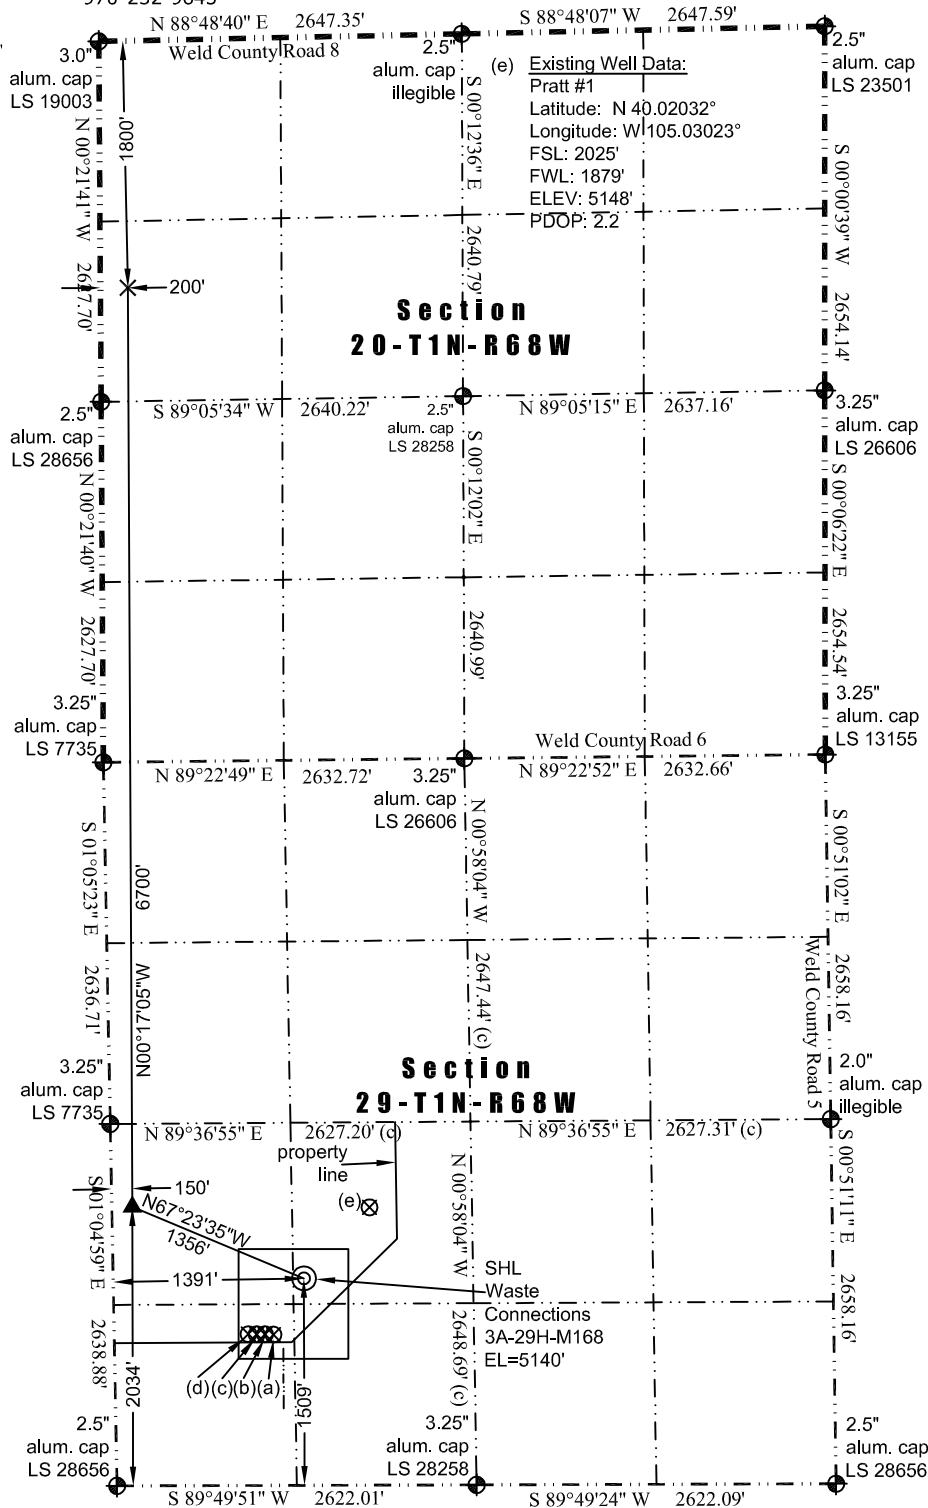 N 88°48'40" E 2647.35'
S 88°48'07" W 2647.59'
Weld County Road 8
3.0"
alum. cap
LS 19003
2.5"
alum. cap
illegible
2.5"
alum. cap
LS 23501
(e) Existing Well Data:
Pratt #1
Latitude: N 40.02032°
Longitude: W 105.03023°
FSL: 2025'
FWL: 1879'
ELEV: 5148'
PDOP: 2.2
1800'
N 00°21'41" W 2627.70'
S 00°12'36" E 2640.79'
S 00°00'39" W 2654.14'
200'
Section
20-T1N-R68W
S 89°05'34" W 2640.22'
N 89°05'15" E 2637.16'
2.5"
alum. cap
LS 28656
2.5"
alum. cap
LS 28258
3.25"
alum. cap
LS 26606
N 00°21'40" W 2627.70'
S 00°12'02" E 2640.99'
S 00°06'22" E 2654.54'
3.25"
alum. cap
LS 7735
Weld County Road 6
3.25"
alum. cap
LS 13155
N 89°22'49" E 2632.72'
N 89°22'52" E 2632.66'
3.25"
alum. cap
LS 26606
S 01°05'23" E 2636.71'
6700'
N00°17'05"W
N 00°58'04" W 2647.44' (c)
S 00°51'02" E 2658.16'
Weld County Road 5
Section
29-T1N-R68W
3.25"
alum. cap
LS 7735
2.0"
alum. cap
illegible
N 89°36'55" E 2627.20' (c)
N 89°36'55" E 2627.31' (c)
property
line
(e)
150'
N67°23'35"W
1356'
S 01°04'59" E 2638.88'
N 00°58'04" W 2648.69' (c)
S 00°51'11" E 2658.16'
1391'
SHL
Waste
Connections
3A-29H-M168
EL=5140'
(d)(c)(b)(a)
2034'
1509'
2.5"
alum. cap
LS 28656
3.25"
alum. cap
LS 28258
2.5"
alum. cap
LS 28656
S 89°49'51" W 2622.01'
S 89°49'24" W 2622.09'